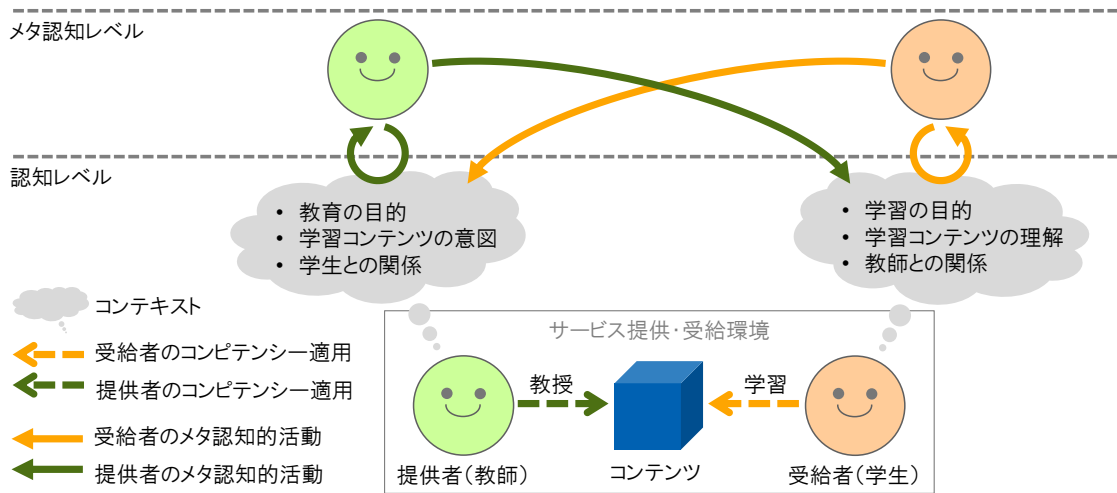 メタ認知レベル
認知レベル
• 教育の目的
• 学習コンテンツの意図
• 学生との関係
• 学習の目的
• 学習コンテンツの理解
• 教師との関係
コンテキスト
受給者のコンピテンシー適用
提供者のコンピテンシー適用
受給者のメタ認知的活動
提供者のメタ認知的活動
サービス提供・受給環境
教授
学習
提供者(教師)
コンテンツ
受給者(学生)